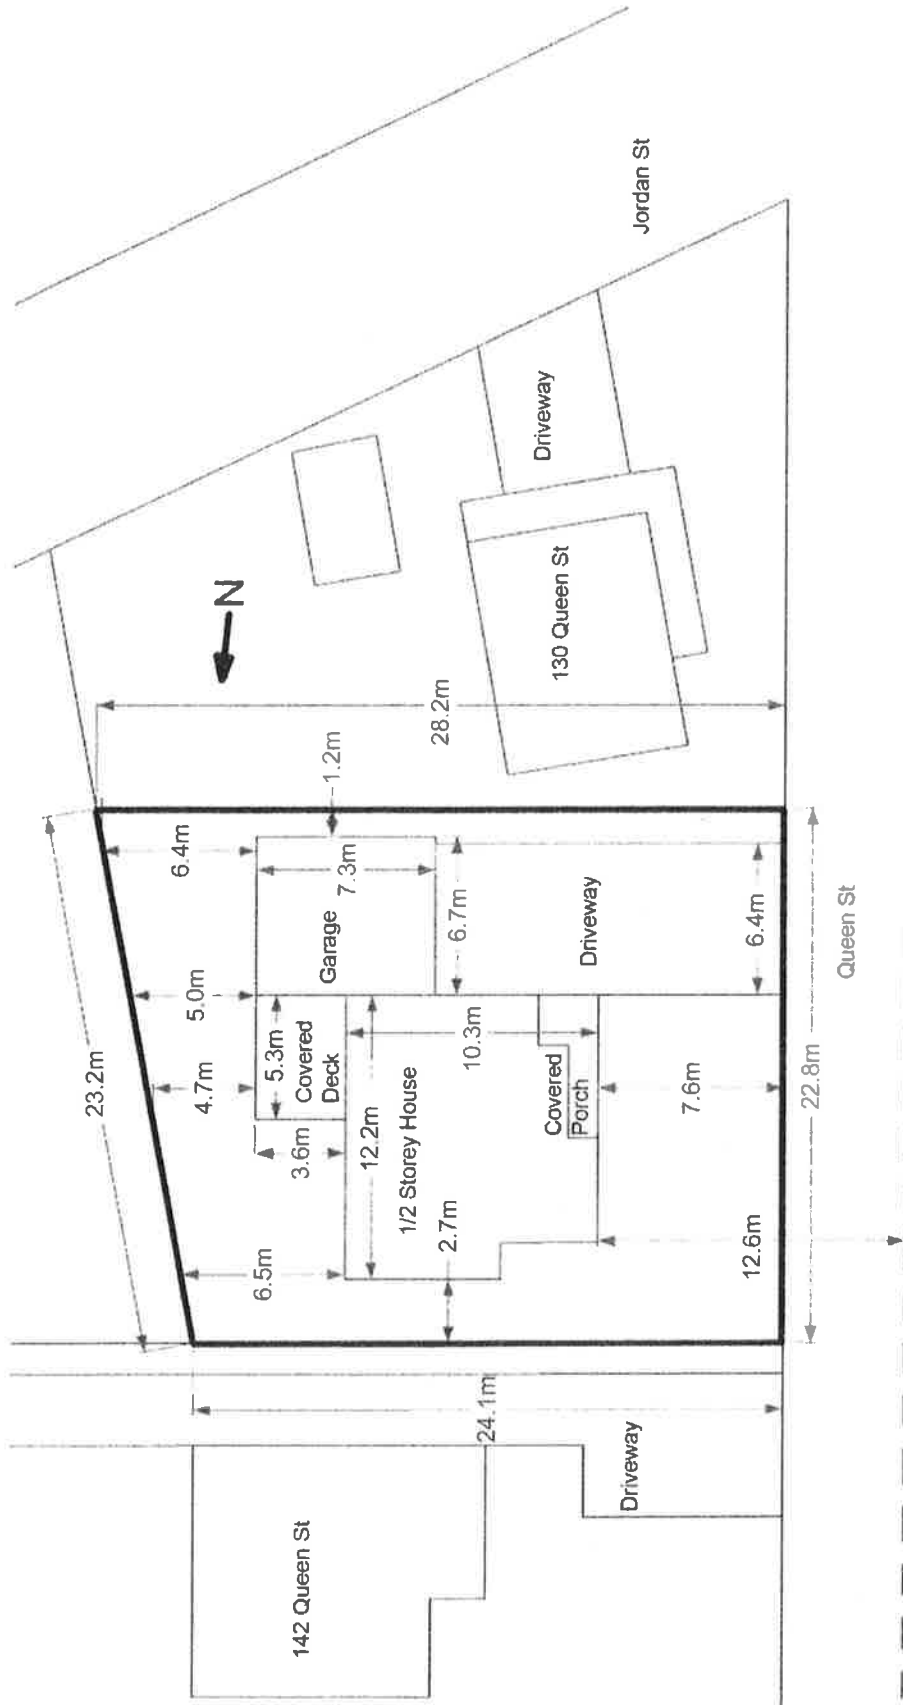 Jordan St
Driveway
N
130 Queen St
28.2m
1.2m
6.4m
7.3m
Garage
6.7m
Driveway
6.4m
Queen St
5.0m
23.2m
4.7m
5.3m
Covered
Deck
3.6m
10.3m
12.2m
1/2 Storey House
Covered
Porch
7.6m
22.8m
2.7m
6.5m
12.6m
24.1m
Driveway
142 Queen St